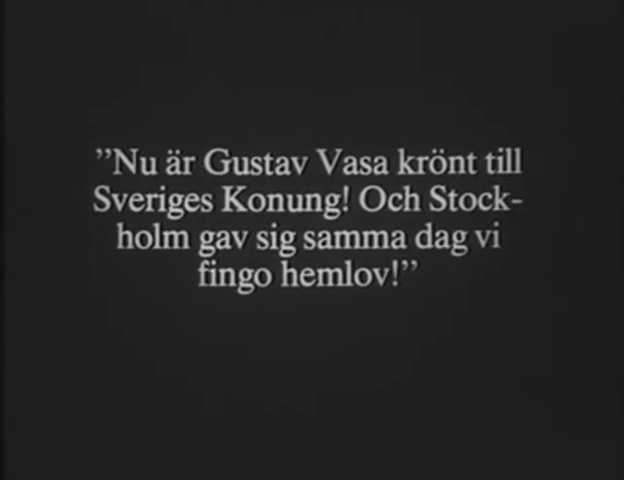 ”Nu är Gustav Vasa krönt till
Sveriges Konung! Och Stock-
holm gav sig samma dag vi
fingo hemlov!”